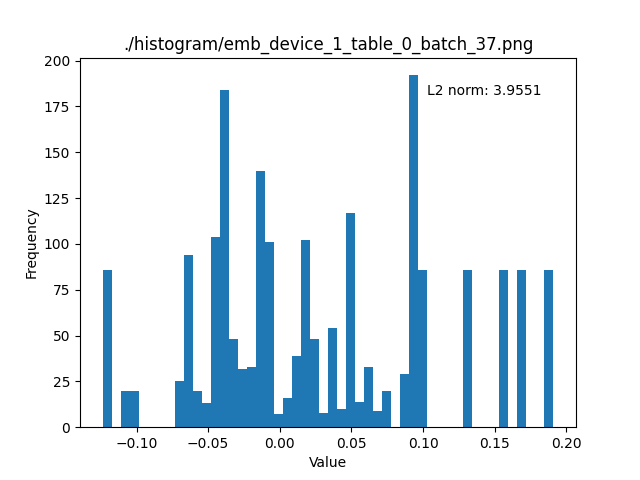 ./histogram/emb_device_1_table_0_batch_37.png
200
L2 norm: 3.9551
175
150
125
100
75
50
25
0
Frequency
−0.10 −0.05 0.00 0.05 0.10 0.15 0.20
Value